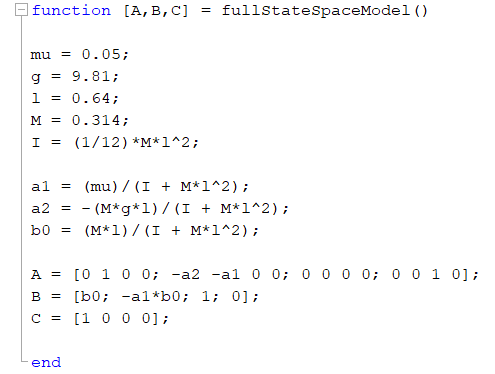 function [A,B,C] = fullStateSpaceModel()
mu = 0.05;
g = 9.81;
l = 0.64;
M = 0.314;
I = (1/12)*M*l^2;
a1 = (mu)/(I + M*l^2);
a2 = -(M*g*l)/(I + M*l^2);
b0 = (M*l)/(I + M*l^2);
A = [0 1 0 0; -a2 -a1 0 0; 0 0 0 0; 0 0 1 0];
B = [b0; -a1*b0; 1; 0];
C = [1 0 0 0];
end